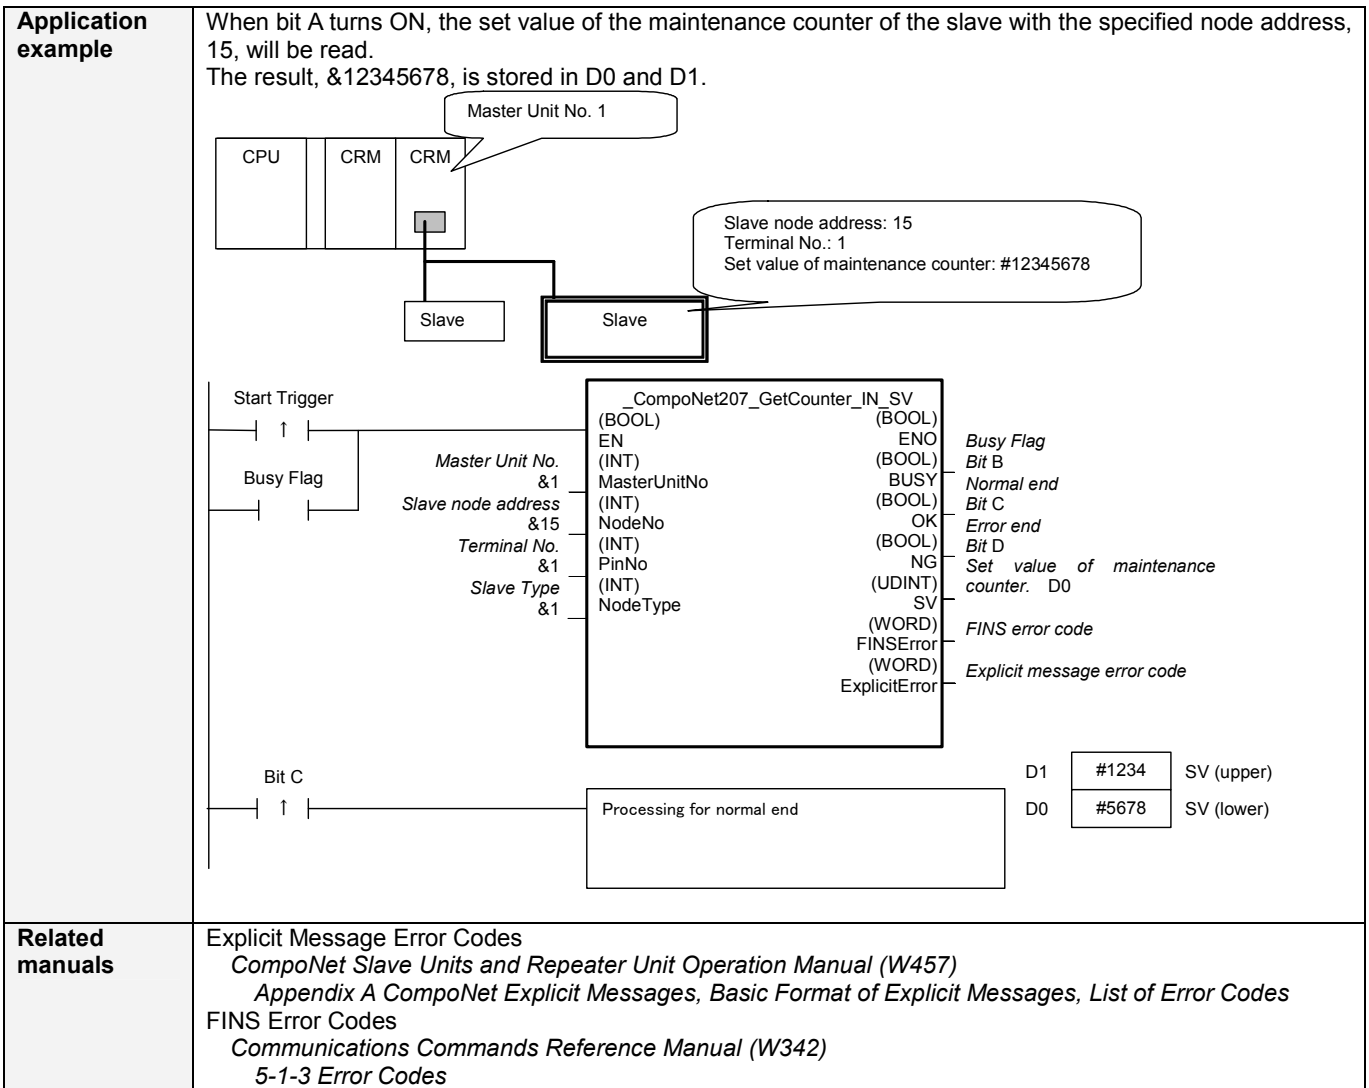 Application
example
When bit A turns ON, the set value of the maintenance counter of the slave with the specified node address,
15, will be read.
The result, &12345678, is stored in D0 and D1.
Master Unit No. 1
CPU
CRM
CRM
Slave node address: 15
Terminal No.: 1
Set value of maintenance counter: #12345678
Slave
Slave
Start Trigger
↑
Busy Flag
Master Unit No.
&1
Slave node address
&15
Terminal No.
&1
Slave Type
&1
_CompoNet207_GetCounter_IN_SV
(BOOL)
EN
(INT)
MasterUnitNo
(INT)
NodeNo
(INT)
PinNo
(INT)
NodeType
(BOOL)
ENO
(BOOL)
BUSY
(BOOL)
OK
(BOOL)
NG
(UDINT)
SV
(WORD)
FINSError
(WORD)
ExplicitError
Busy Flag
Bit B
Normal end
Bit C
Error end
Bit D
Set value of maintenance
counter. D0
FINS error code
Explicit message error code
Bit C
↑
Processing for normal end
D1 #1234 SV (upper)
D0 #5678 SV (lower)
Related
manuals
Explicit Message Error Codes
CompoNet Slave Units and Repeater Unit Operation Manual (W457)
Appendix A CompoNet Explicit Messages, Basic Format of Explicit Messages, List of Error Codes
FINS Error Codes
Communications Commands Reference Manual (W342)
5-1-3 Error Codes